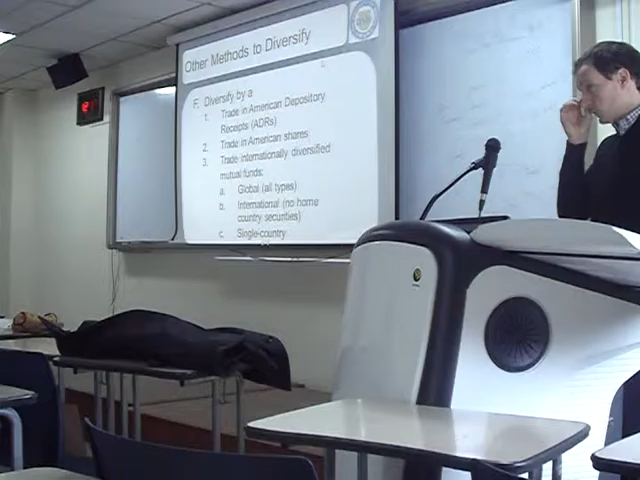 Other Methods to Diversify
F. Diversify by a
1. Trade in American Depository
Receipts (ADRs)
2. Trade in American shares
3. Trade internationally diversified
mutual funds:
a. Global (all types)
b. International (no home
country securities)
c. Single-country